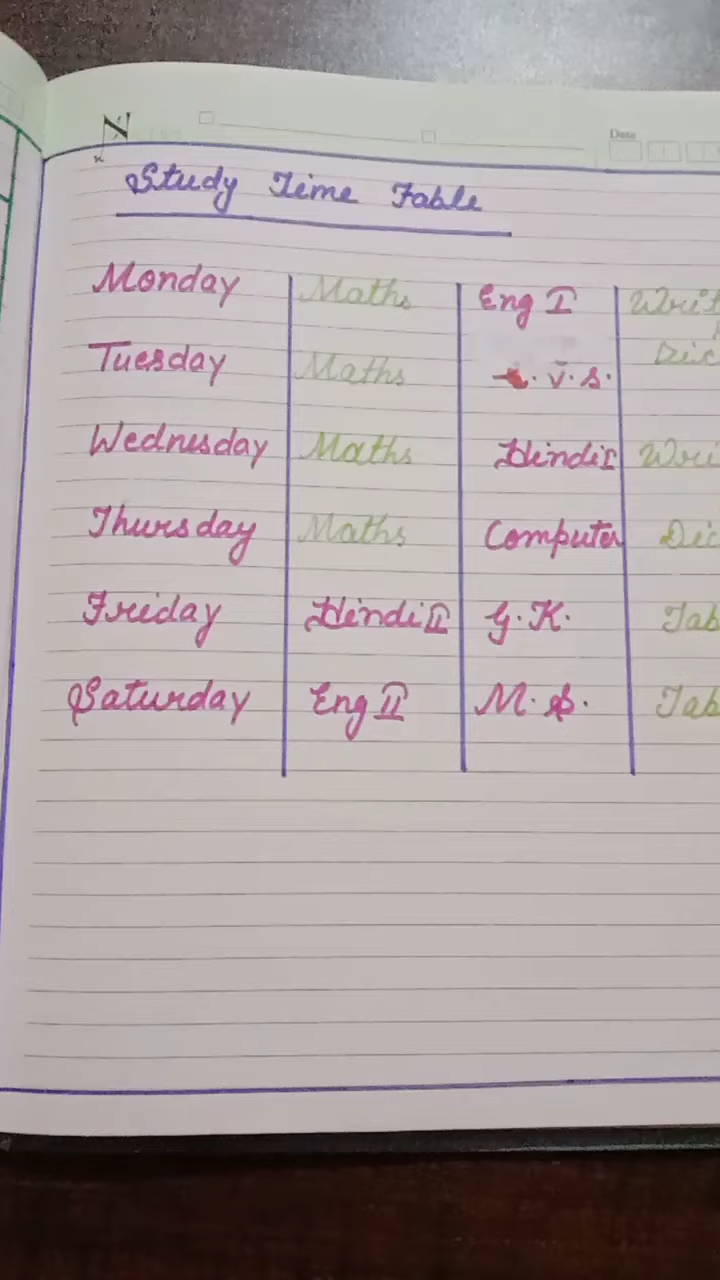 N
Date
Study Time Table
Monday Maths Eng I
Tuesday Maths V. S.
Wednesday Maths Hindi I
Thursday Maths Computer
Friday Hindi II G. K.
Saturday Eng II M. S.